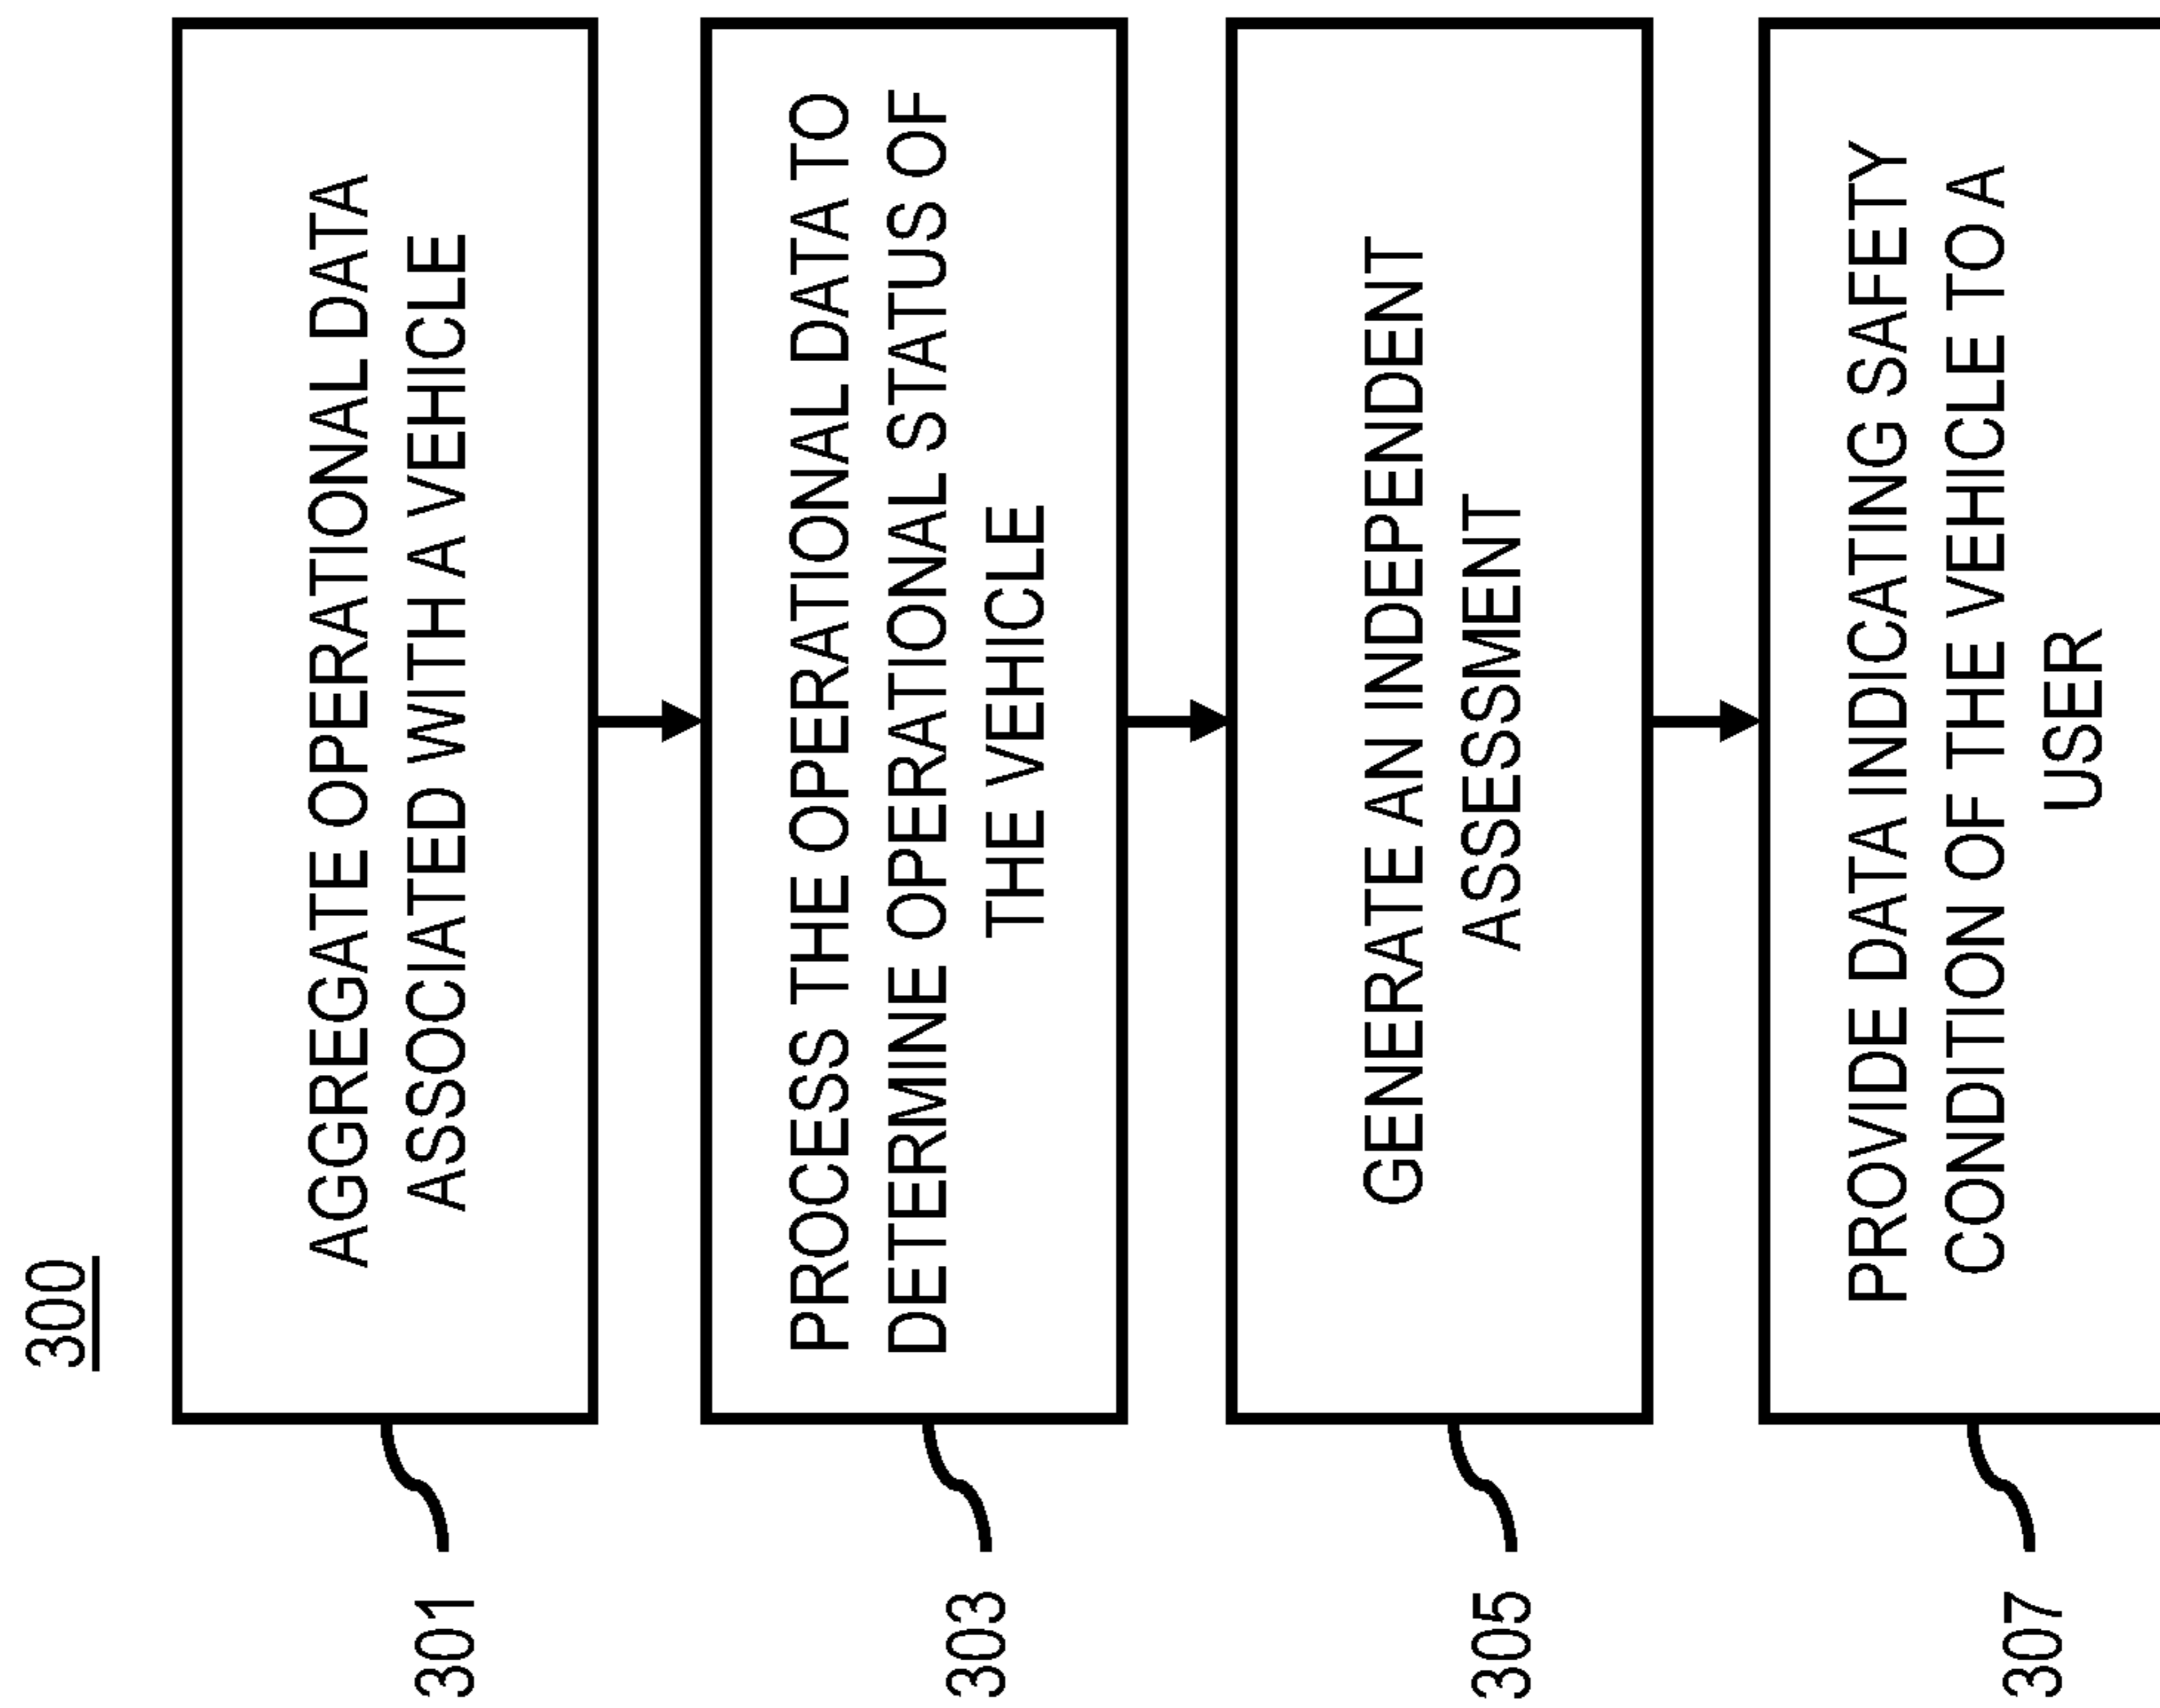 300
AGGREGATE OPERATIONAL DATA
ASSOCIATED WITH A VEHICLE
301
PROCESS THE OPERATIONAL DATA TO
DETERMINE OPERATIONAL STATUS OF
THE VEHICLE
303
GENERATE AN INDEPENDENT
ASSESSMENT
305
PROVIDE DATA INDICATING SAFETY
CONDITION OF THE VEHICLE TO A
USER
307